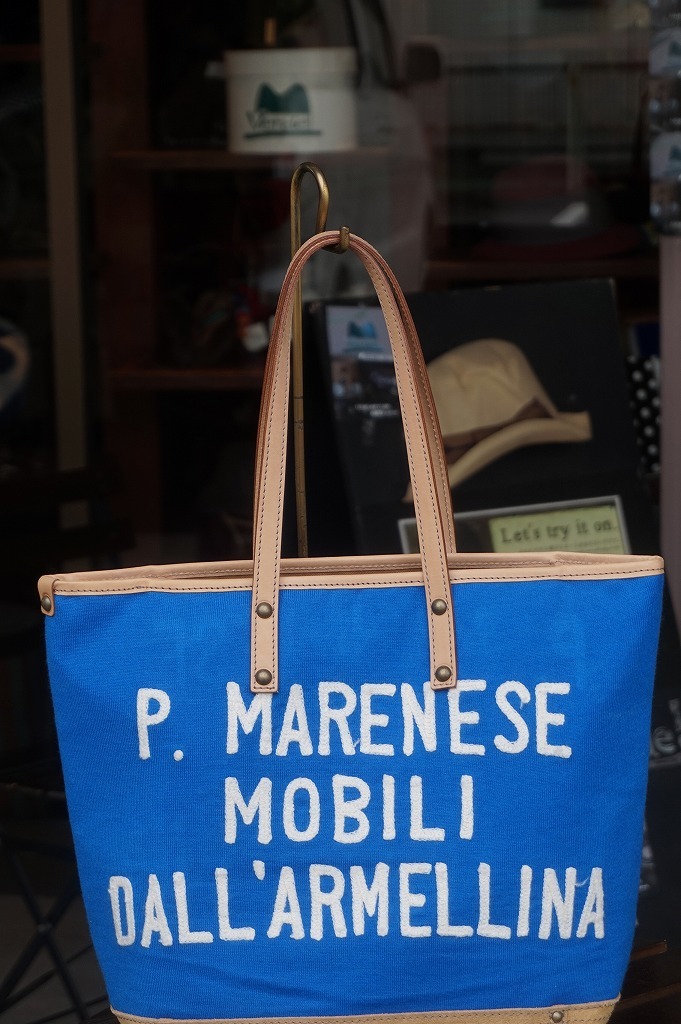 Let's try it on.
P. MARENESE
MOBILI
DALL'ARMELLINA